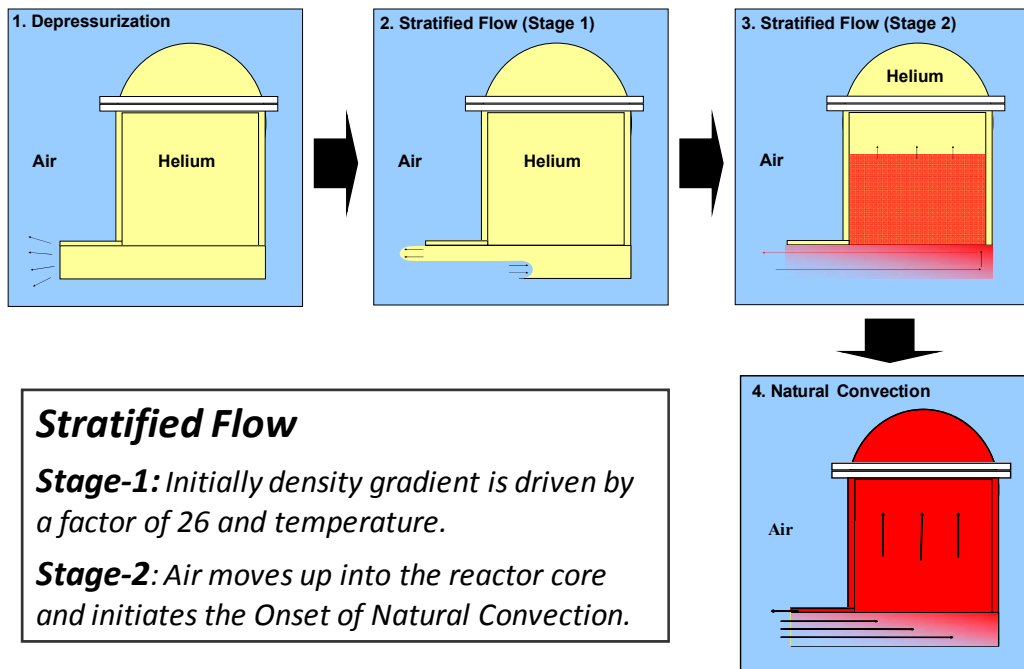 1. Depressurization
Air
Helium
2. Stratified Flow (Stage 1)
Air
Helium
3. Stratified Flow (Stage 2)
Helium
Air
Stratified Flow
Stage-1: Initially density gradient is driven by
a factor of 26 and temperature.
Stage-2: Air moves up into the reactor core
and initiates the Onset of Natural Convection.
4. Natural Convection
Air